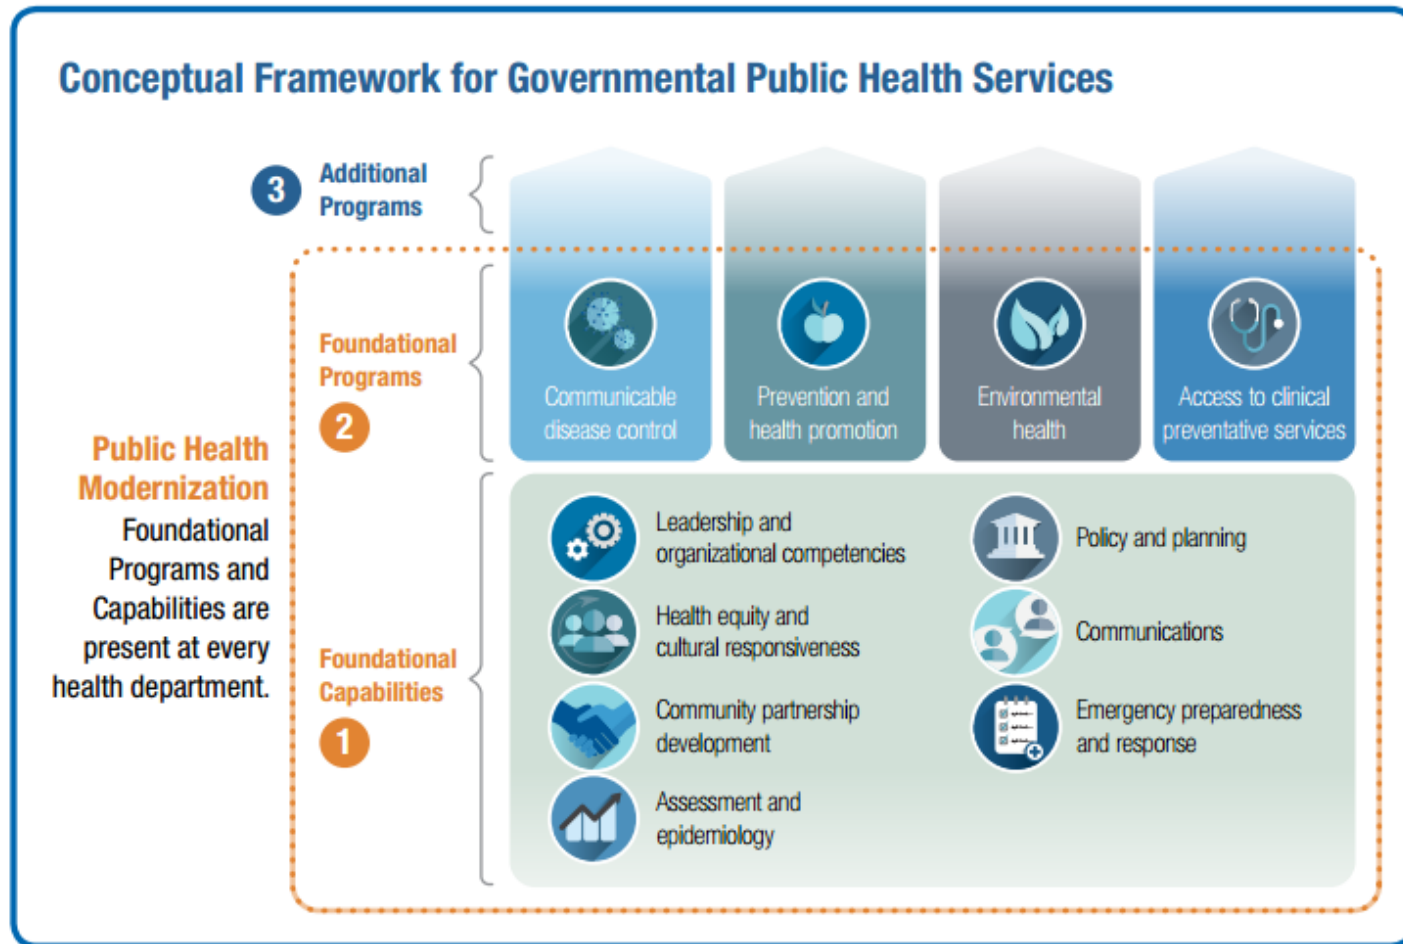 Conceptual Framework for Governmental Public Health Services
3
Additional
Programs
Foundational
Programs
2
Communicable
disease control
Prevention and
health promotion
Environmental
health
Access to clinical
preventative services
Public Health
Modernization
Foundational
Programs and
Capabilities are
present at every
health department.
Foundational
Capabilities
1
Leadership and
organizational competencies
Health equity and
cultural responsiveness
Community partnership
development
Assessment and
epidemiology
Policy and planning
Communications
Emergency preparedness
and response